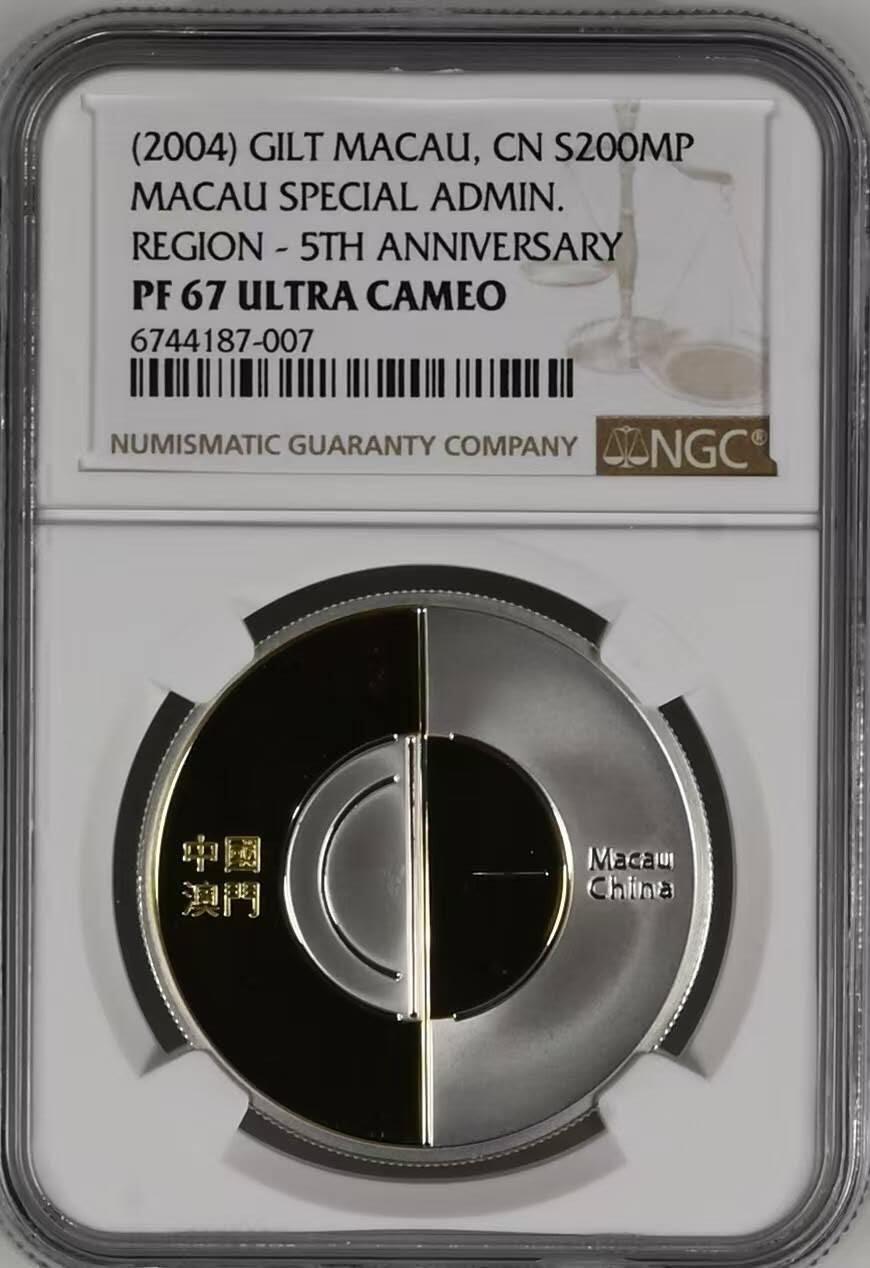 (2004) GILT MACAU, CN S200MP
MACAU SPECIAL ADMIN.
REGION - 5TH ANNIVERSARY
PF 67 ULTRA CAMEO
6744187-007
NUMISMATIC GUARANTY COMPANY
NGC®
中國
澳門
Macau
China